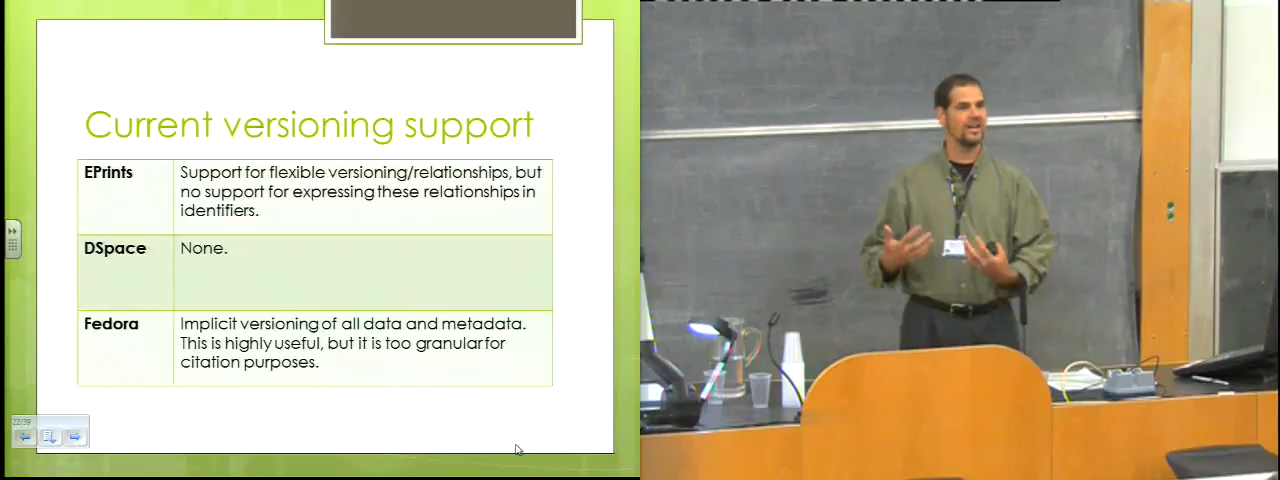 Current versioning support
EPrints
Support for flexible versioning/relationships, but
no support for expressing these relationships in
identifiers.
DSpace
None.
Fedora
Implicit versioning of all data and metadata.
This is highly useful, but it is too granular for
citation purposes.
22/39